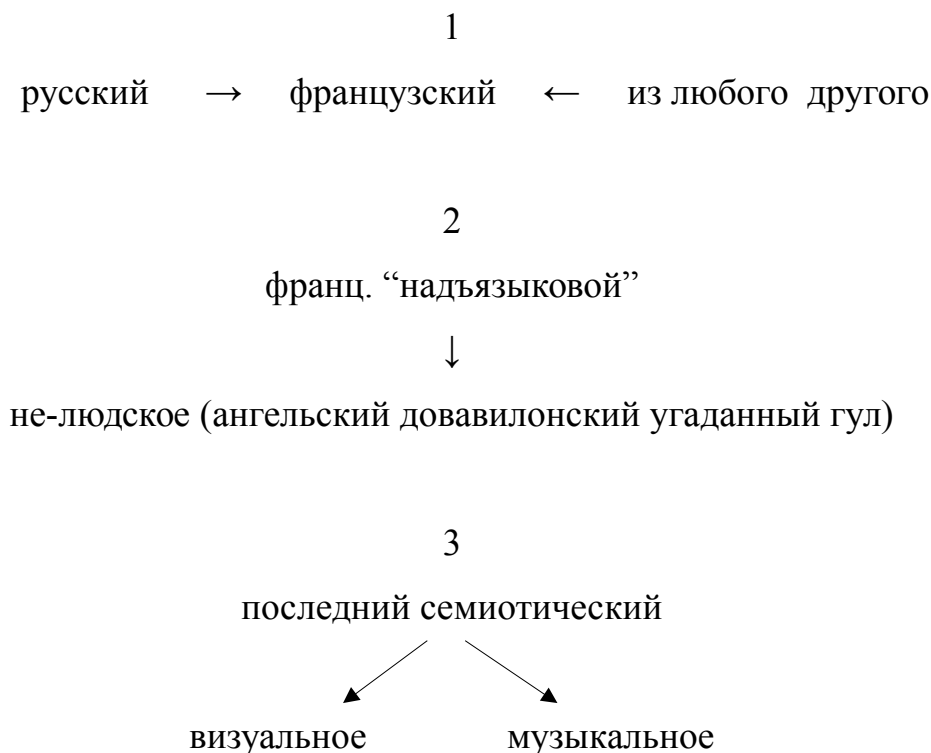 1
русский → французский ← из любого другого
2
франц. “надъязыковой”
↓
не-людское (ангельский довавилонский угаданный гул)
3
последний семиотический
визуальное музыкальное